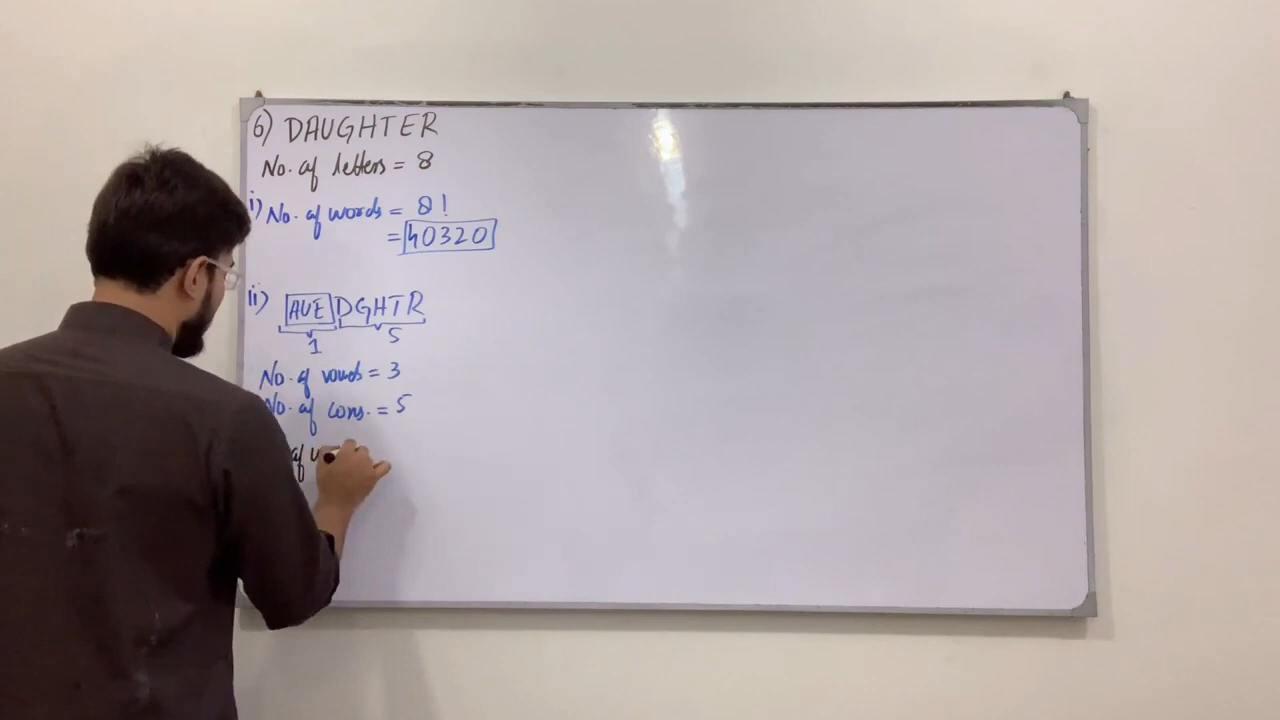 6) DAUGHTER
No. of letters = 8
i) No. of words = 8!
= 40320
ii) AUE DGHTR
1 5
No. of vowels = 3
No. of cons. = 5
of